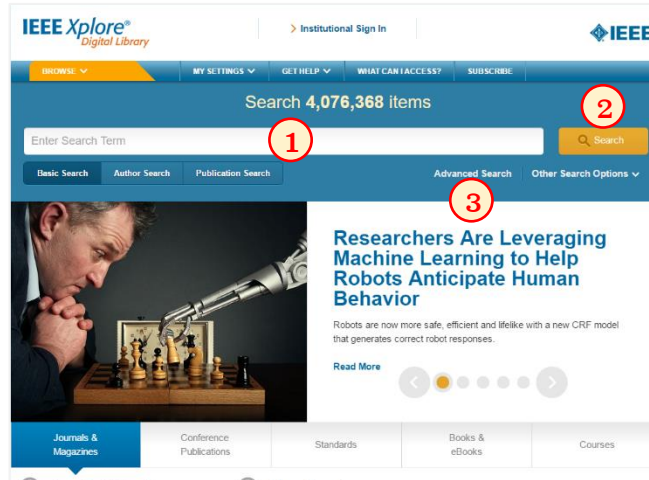 IEEE Xplore®
Digital Library
Institutional Sign In
IEEE
BROWSE
MY SETTINGS
GET HELP
WHAT CAN I ACCESS?
SUBSCRIBE
Search 4,076,368 items
Enter Search Term
1
2
Search
Basic Search
Author Search
Publication Search
Advanced Search
Other Search Options
3
Researchers Are Leveraging
Machine Learning to Help
Robots Anticipate Human
Behavior
Robots are now more safe, efficient and lifelike with a new CRF model
that generates correct robot responses.
Read More
Journals &
Magazines
Conference
Publications
Standards
Books &
eBooks
Courses